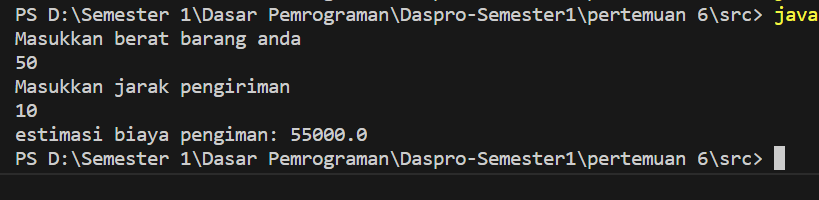 PS D:\Semester 1\Dasar Pemrograman\Daspro-Semester1\pertemuan 6\src> java
Masukkan berat barang anda
50
Masukkan jarak pengiriman
10
estimasi biaya pengiman: 55000.0
PS D:\Semester 1\Dasar Pemrograman\Daspro-Semester1\pertemuan 6\src>